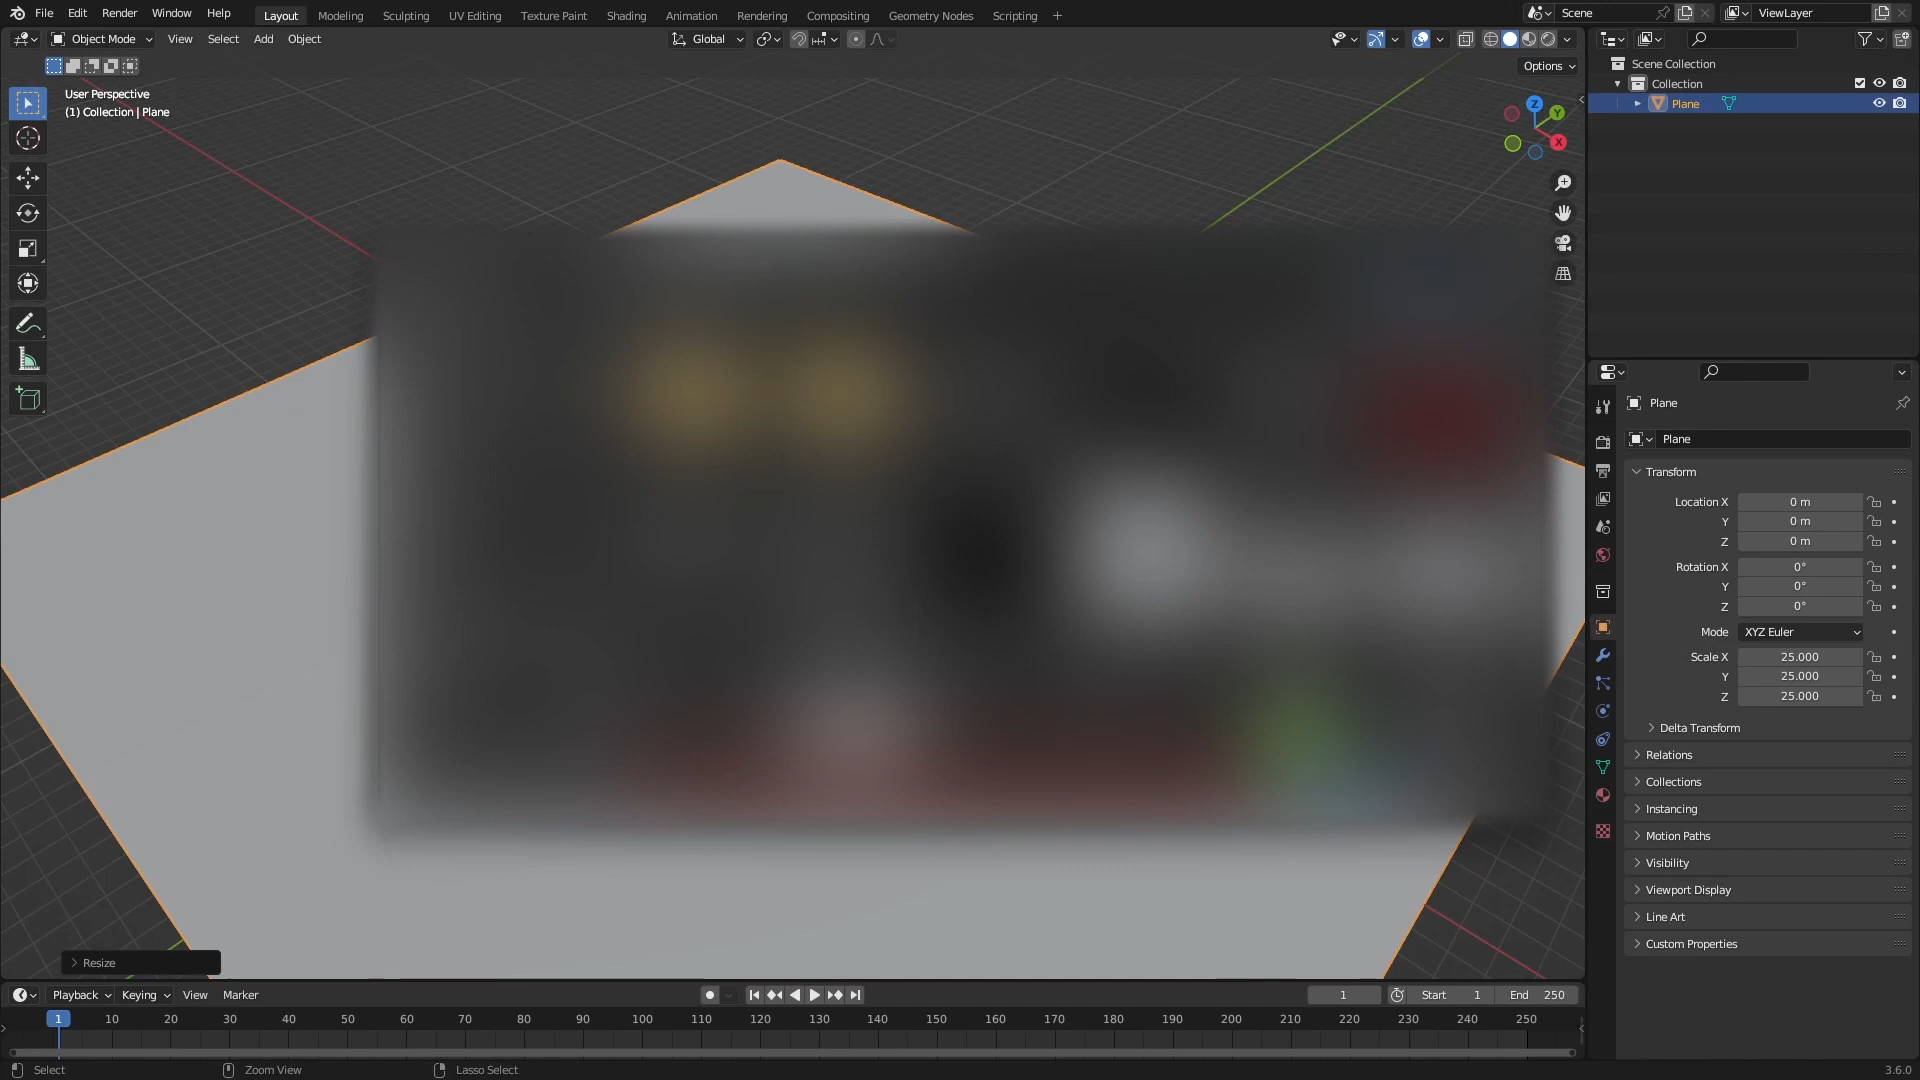 File Edit Render Window Help Layout Modeling Sculpting UV Editing Texture Paint Shading Animation Rendering Compositing Geometry Nodes Scripting + Scene ViewLayer
Object Mode View Select Add Object Global
Options
User Perspective
(1) Collection | Plane
Z
Y
X
Scene Collection
Collection
Plane
Plane
Plane
Transform
Location X 0 m
Y 0 m
Z 0 m
Rotation X 0°
Y 0°
Z 0°
Mode XYZ Euler
Scale X 25.000
Y 25.000
Z 25.000
Delta Transform
Relations
Collections
Instancing
Motion Paths
Visibility
Viewport Display
Line Art
Custom Properties
Resize
Playback Keying View Marker 1 Start 1 End 250
1 10 20 30 40 50 60 70 80 90 100 110 120 130 140 150 160 170 180 190 200 210 220 230 240 250
Select Zoom View Lasso Select 3.6.0